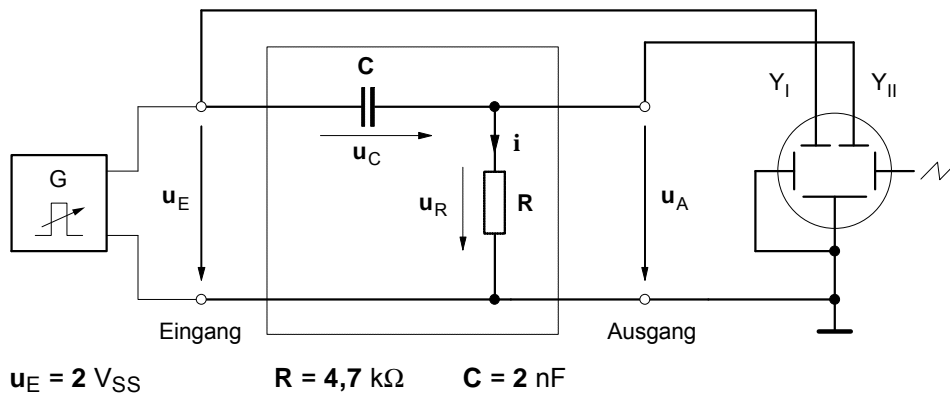 C
Y_I Y_II
u_C i
G
u_E u_R R u_A
Eingang Ausgang
u_E = 2 V_SS R = 4,7 kΩ C = 2 nF